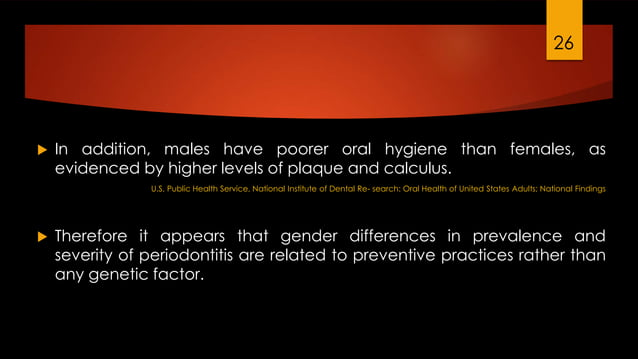 26
In addition, males have poorer oral hygiene than females, as
evidenced by higher levels of plaque and calculus.
U.S. Public Health Service, National Institute of Dental Re- search: Oral Health of United States Adults: National Findings
Therefore it appears that gender differences in prevalence and
severity of periodontitis are related to preventive practices rather than
any genetic factor.